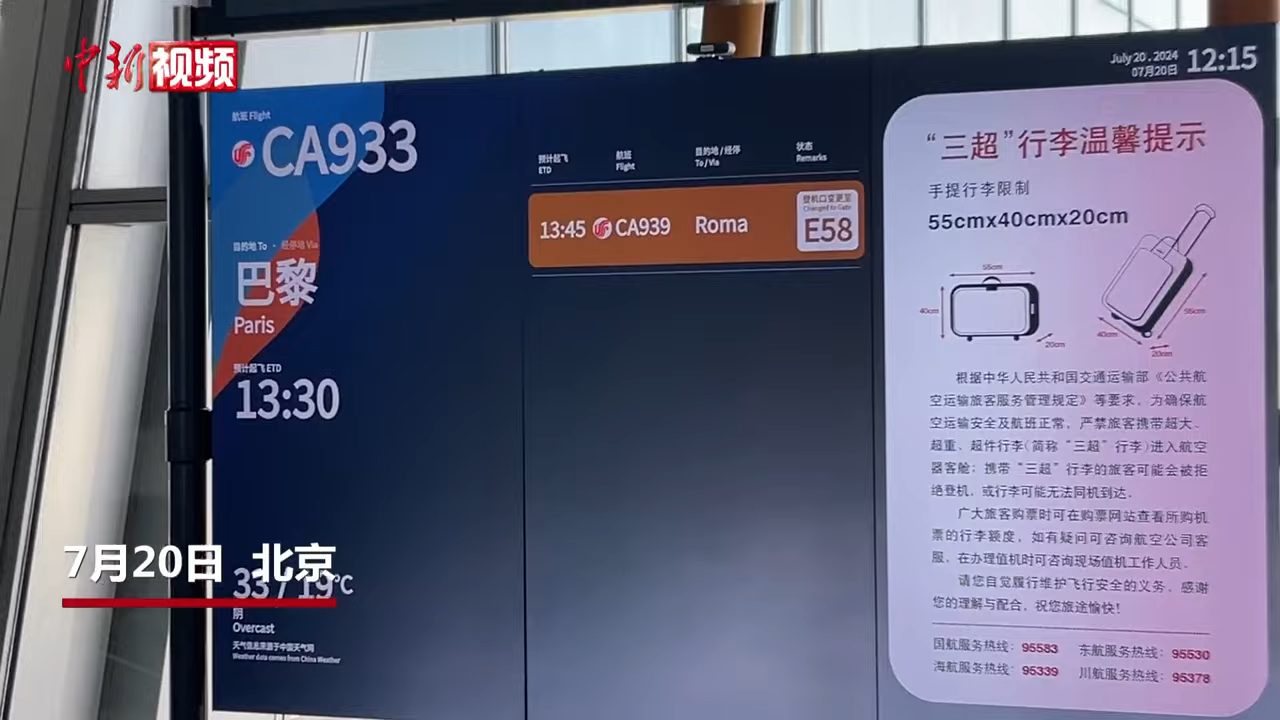 中新视频
July 20 . 2024
07月20日
12:15
航班 Flight
CA933
目的地 To · 经停站 Via
巴黎
Paris
预计起飞 ETD
13:30
33 / 19℃
阴
Overcast
天气信息来源于中国天气网
Weather data comes from China Weather
7月20日 北京
预计起飞 航班 目的地/经停 状态
ETD Flight To/Via Remarks
13:45 CA939 Roma
登机口变更至
Changed to Gate
E58
“三超”行李温馨提示
手提行李限制
55cmx40cmx20cm
55cm
40cm
20cm
55cm
40cm
20cm
根据中华人民共和国交通运输部《公共航
空运输旅客服务管理规定》等要求，为确保航
空运输安全及航班正常，严禁旅客携带超大、
超重、超件行李(简称“三超”行李)进入航空
器客舱；携带“三超”行李的旅客可能会被拒
绝登机，或行李可能无法同机到达。
广大旅客购票时可在购票网站查看所购机
票的行李额度，如有疑问可咨询航空公司客
服，在办理值机时可咨询现场值机工作人员。
请您自觉履行维护飞行安全的义务，感谢
您的理解与配合，祝您旅途愉快！
国航服务热线：95583 东航服务热线：95530
海航服务热线：95339 川航服务热线：95378